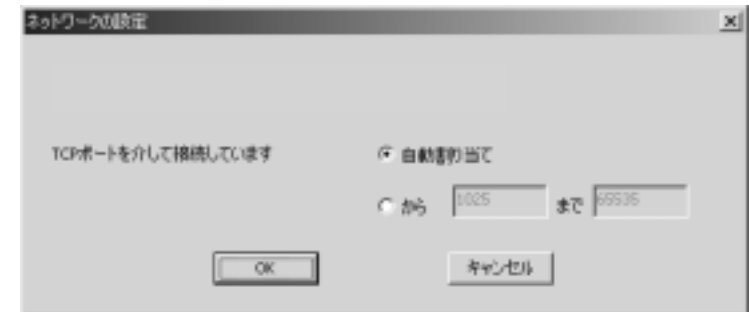 ネットワークの設定
TCPポートを介して接続しています
自動割り当て
から 1025 まで 65535
OK キャンセル